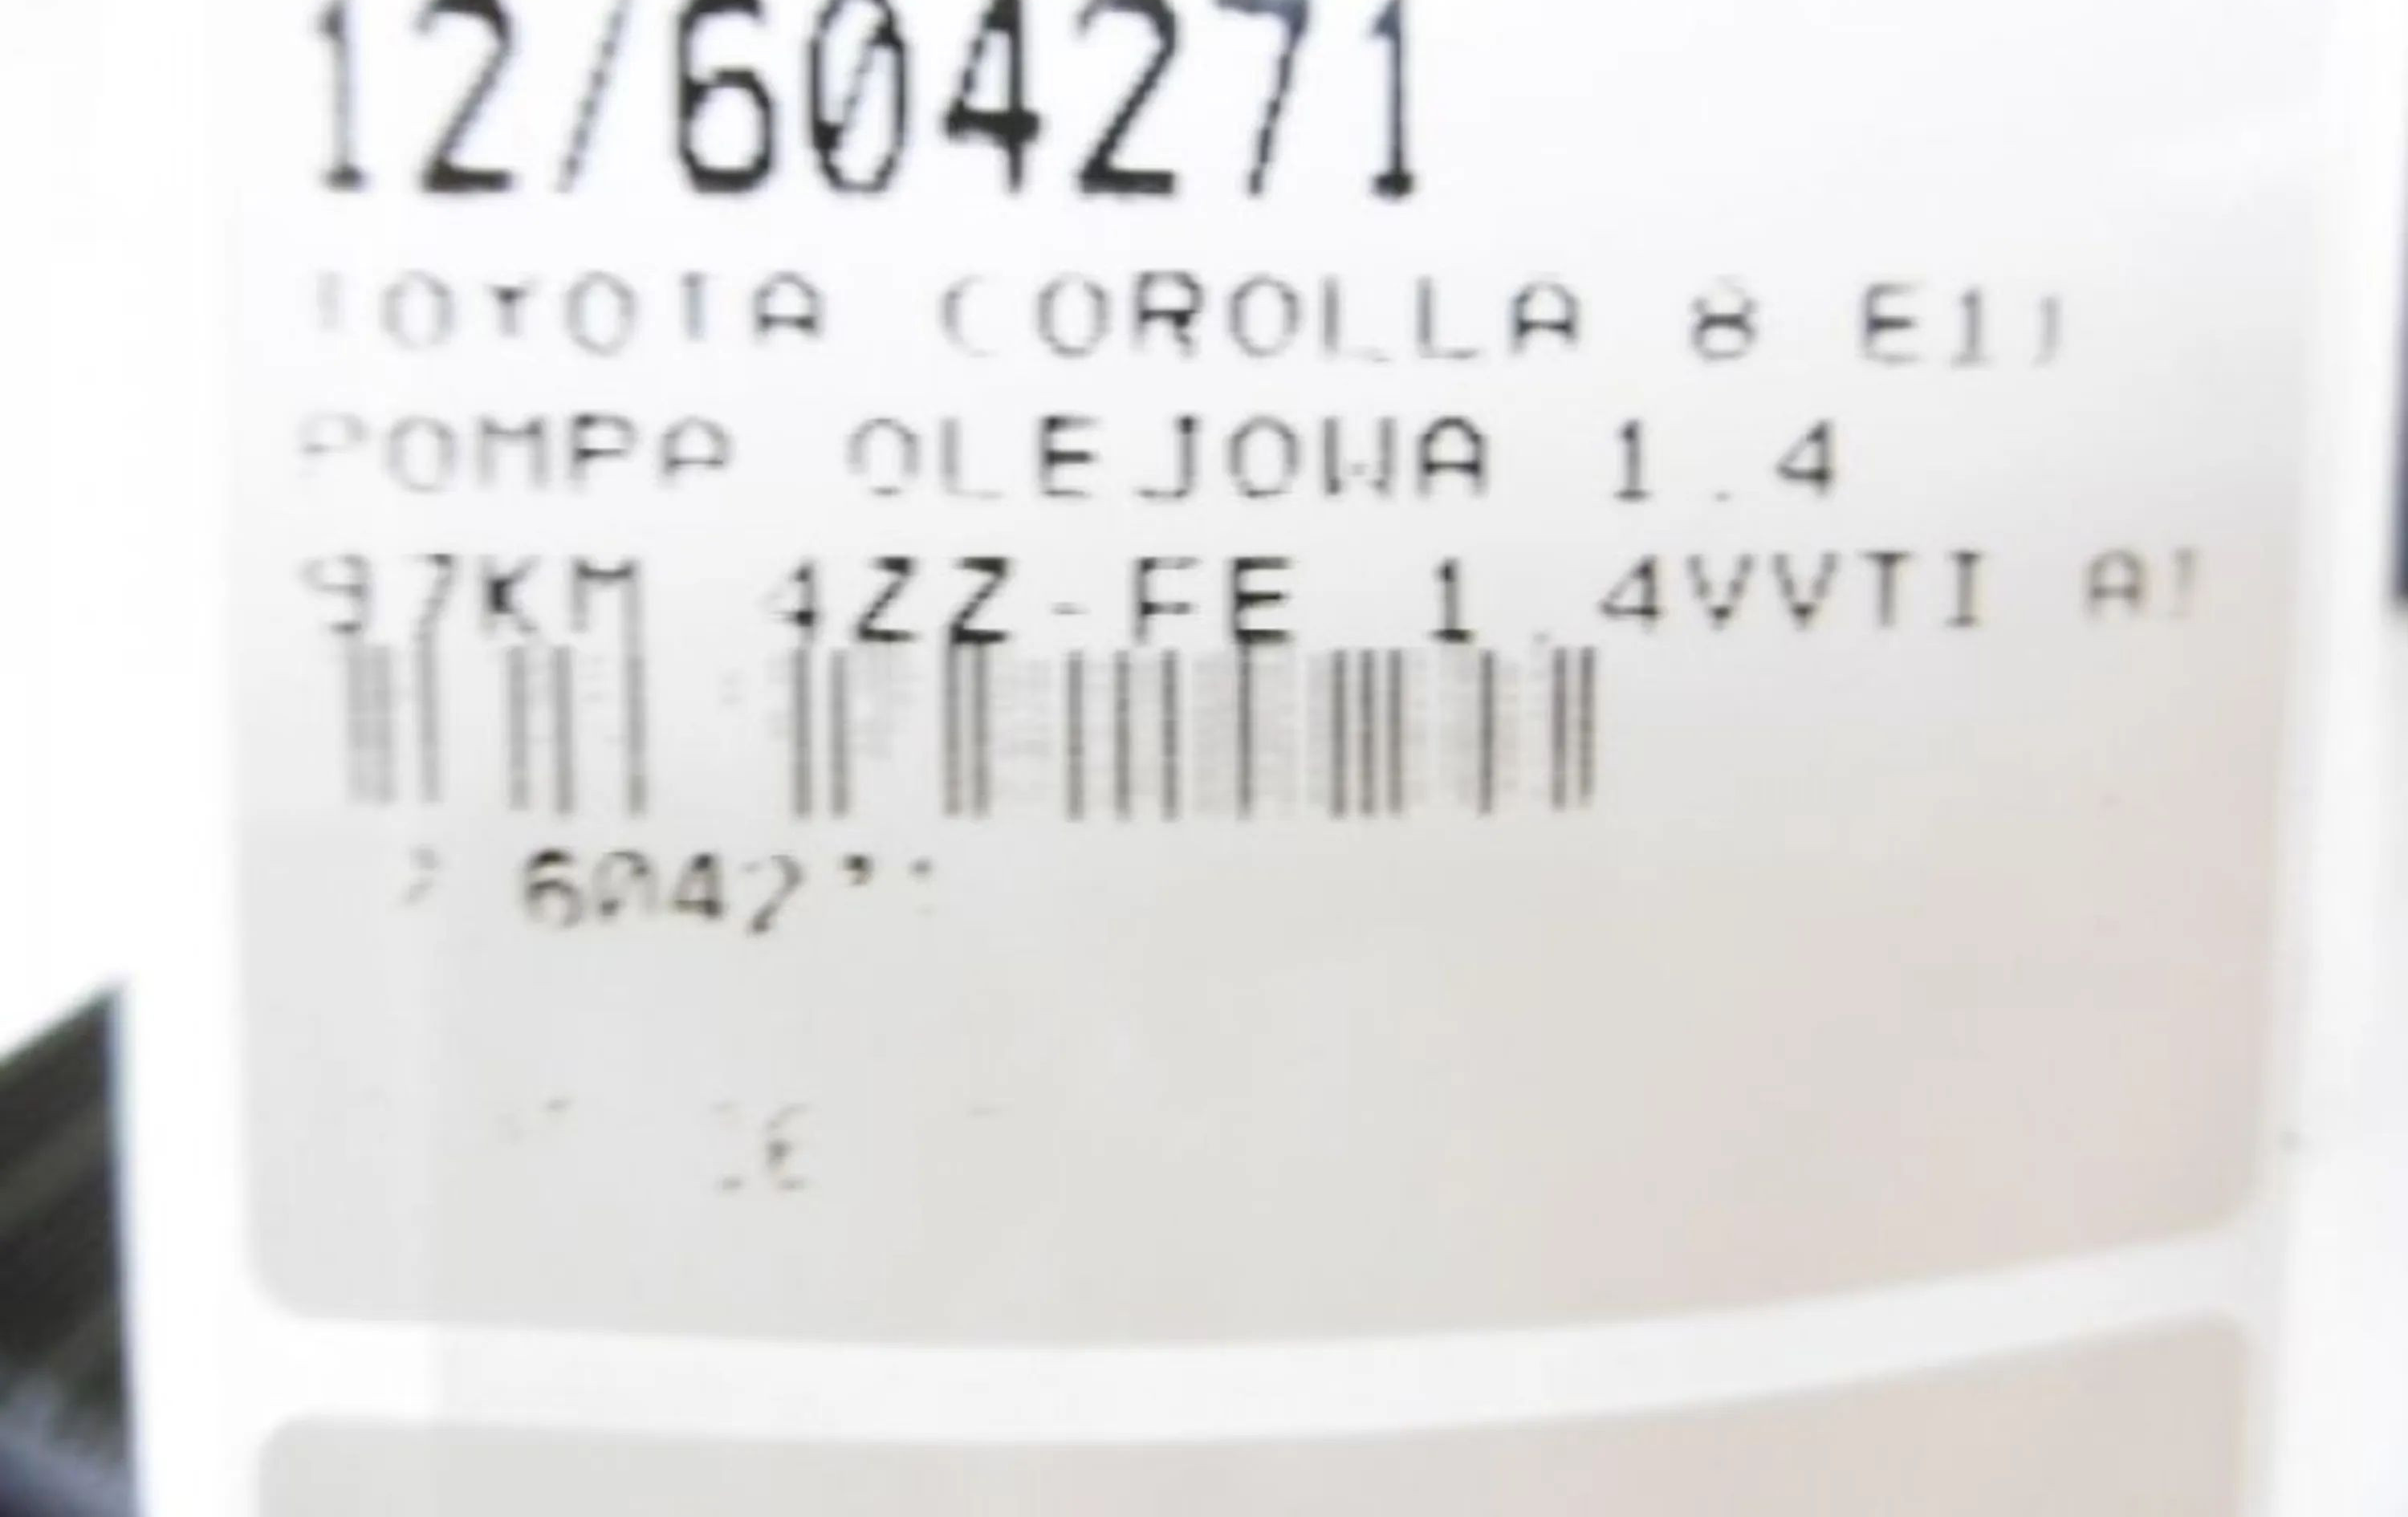 12/604271
TOYOTA COROLLA 8 E11
POMPA OLEJOWA 1.4
97KM 4ZZ-FE 1.4VVTI